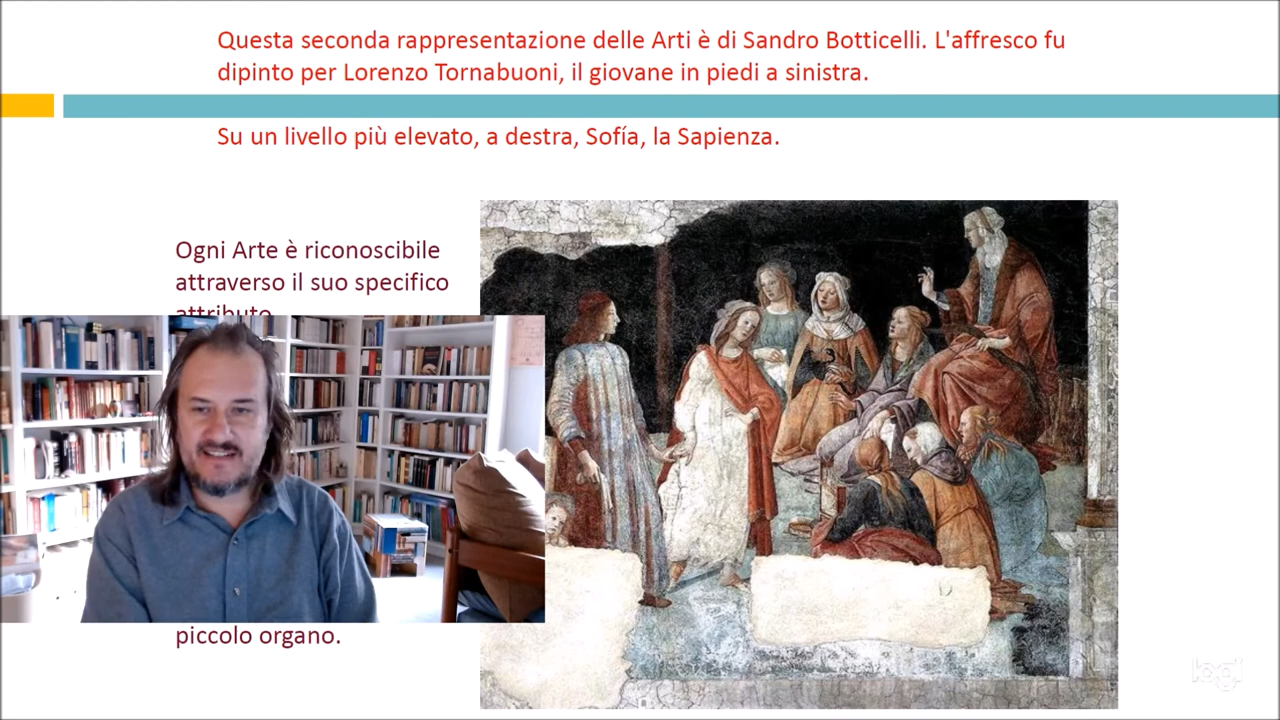 Questa seconda rappresentazione delle Arti è di Sandro Botticelli. L'affresco fu
dipinto per Lorenzo Tornabuoni, il giovane in piedi a sinistra.
Su un livello più elevato, a destra, Sofía, la Sapienza.
Ogni Arte è riconoscibile
attraverso il suo specifico
attributo
piccolo organo.